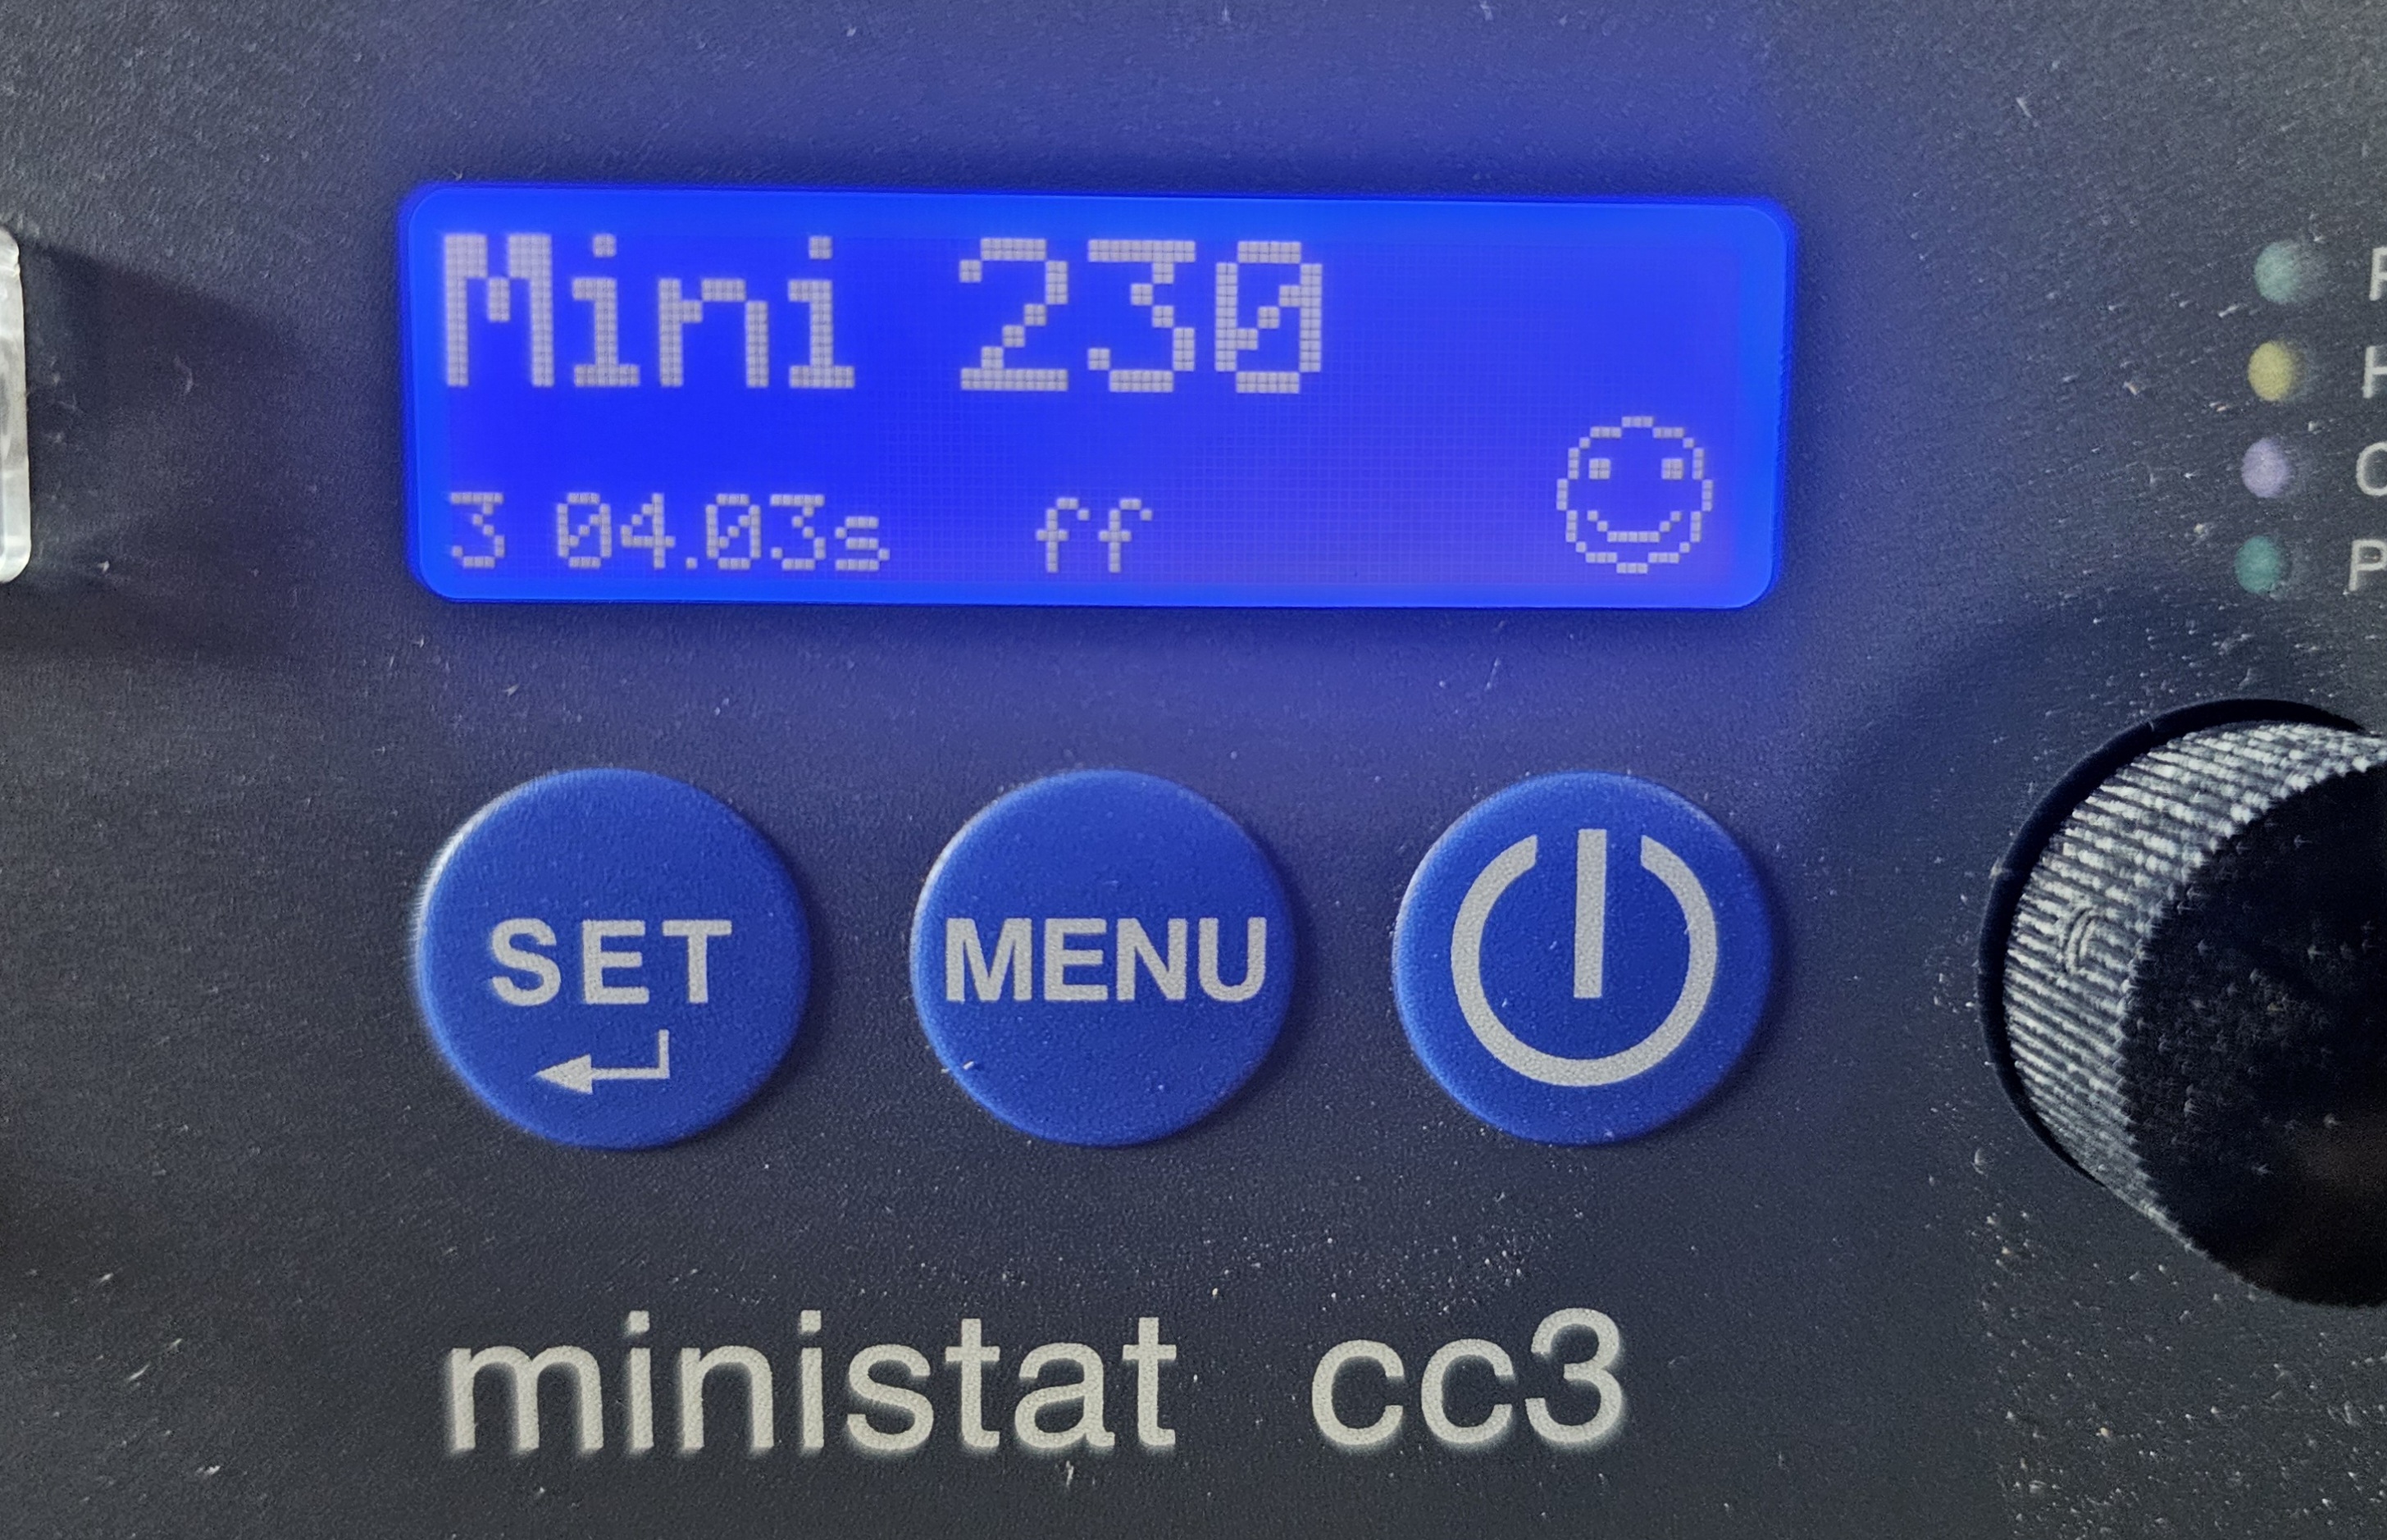 Mini 230
3 04.03s ff
SET
MENU
ministat cc3